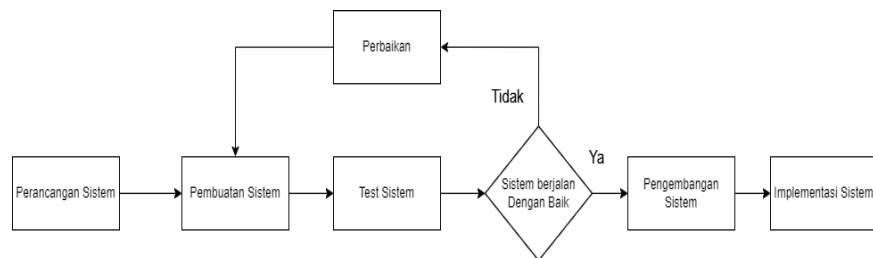 Perbaikan
Tidak
Ya
Perancangan Sistem
Pembuatan Sistem
Test Sistem
Sistem berjalan
Dengan Baik
Pengembangan
Sistem
Implementasi Sistem